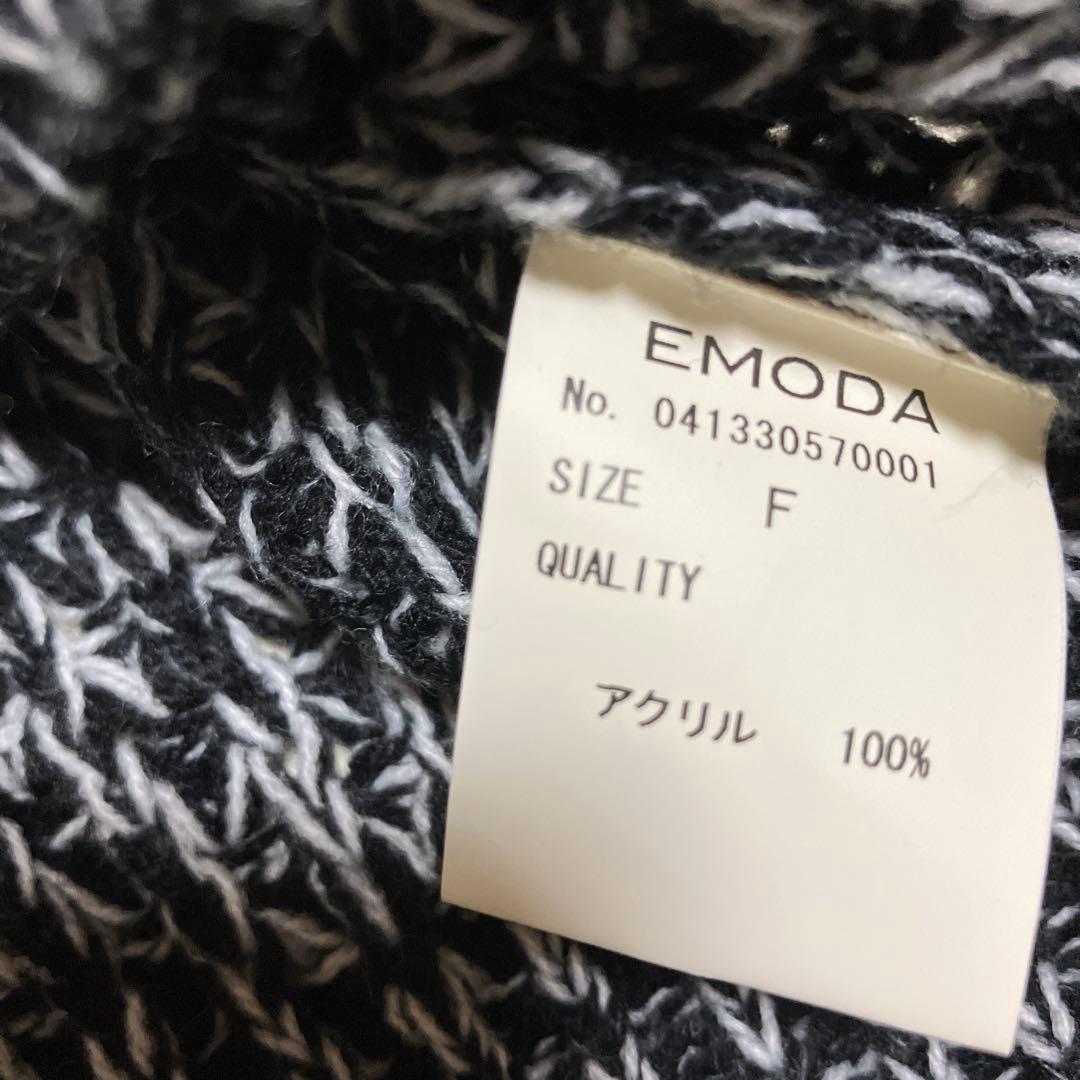 EMODA
No. 041330570001
SIZE F
QUALITY
アクリル 100%